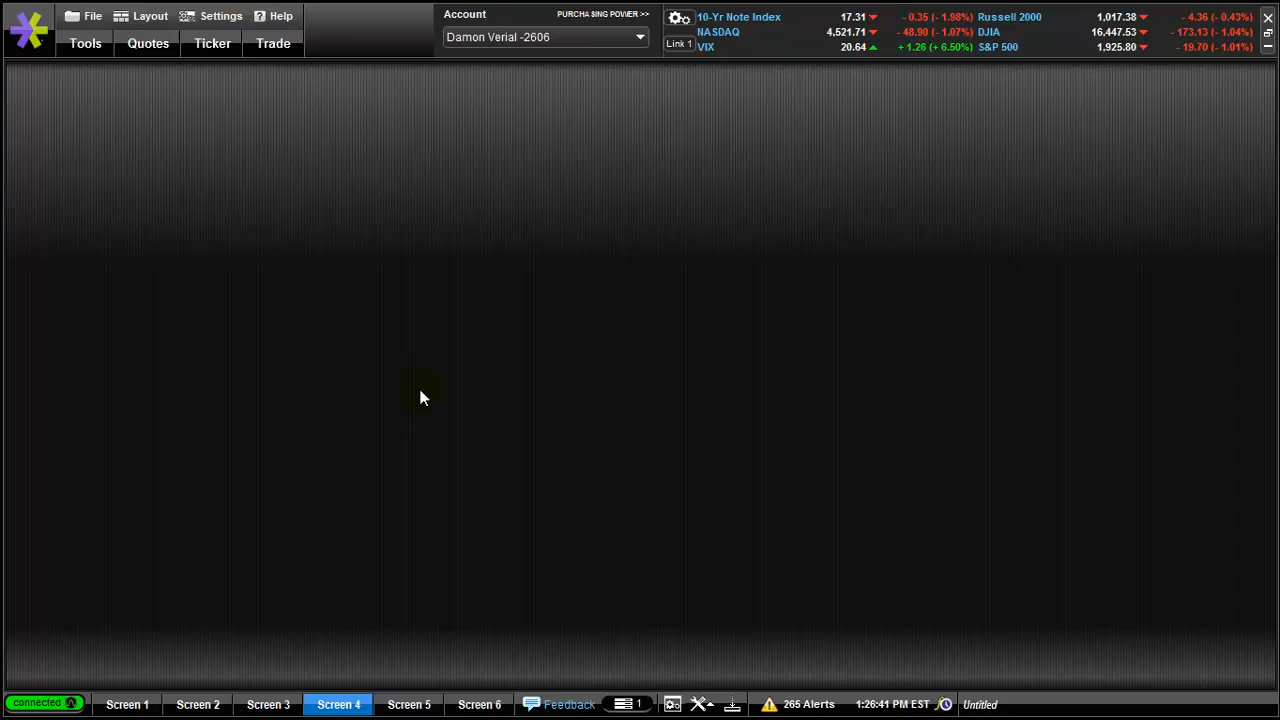 File Layout Settings ? Help
Tools Quotes Ticker Trade
Account PURCHASING POWER >>
Damon Verial -2606
Link 1
10-Yr Note Index 17.31 - 0.35 (- 1.98%) Russell 2000 1,017.38 - 4.36 (- 0.43%)
NASDAQ 4,521.71 - 48.90 (- 1.07%) DJIA 16,447.53 - 173.13 (- 1.04%)
VIX 20.64 + 1.26 (+ 6.50%) S&P 500 1,925.80 - 19.70 (- 1.01%)
connected Screen 1 Screen 2 Screen 3 Screen 4 Screen 5 Screen 6 Feedback 1 265 Alerts 1:26:41 PM EST Untitled